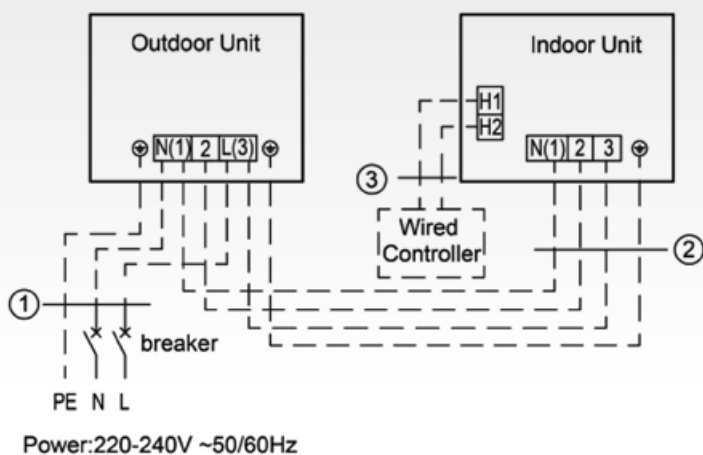 Outdoor Unit
Indoor Unit
H1
H2
N(1) 2 L(3)
N(1) 2 3
③
Wired
Controller
②
①
breaker
PE N L
Power:220-240V ~50/60Hz